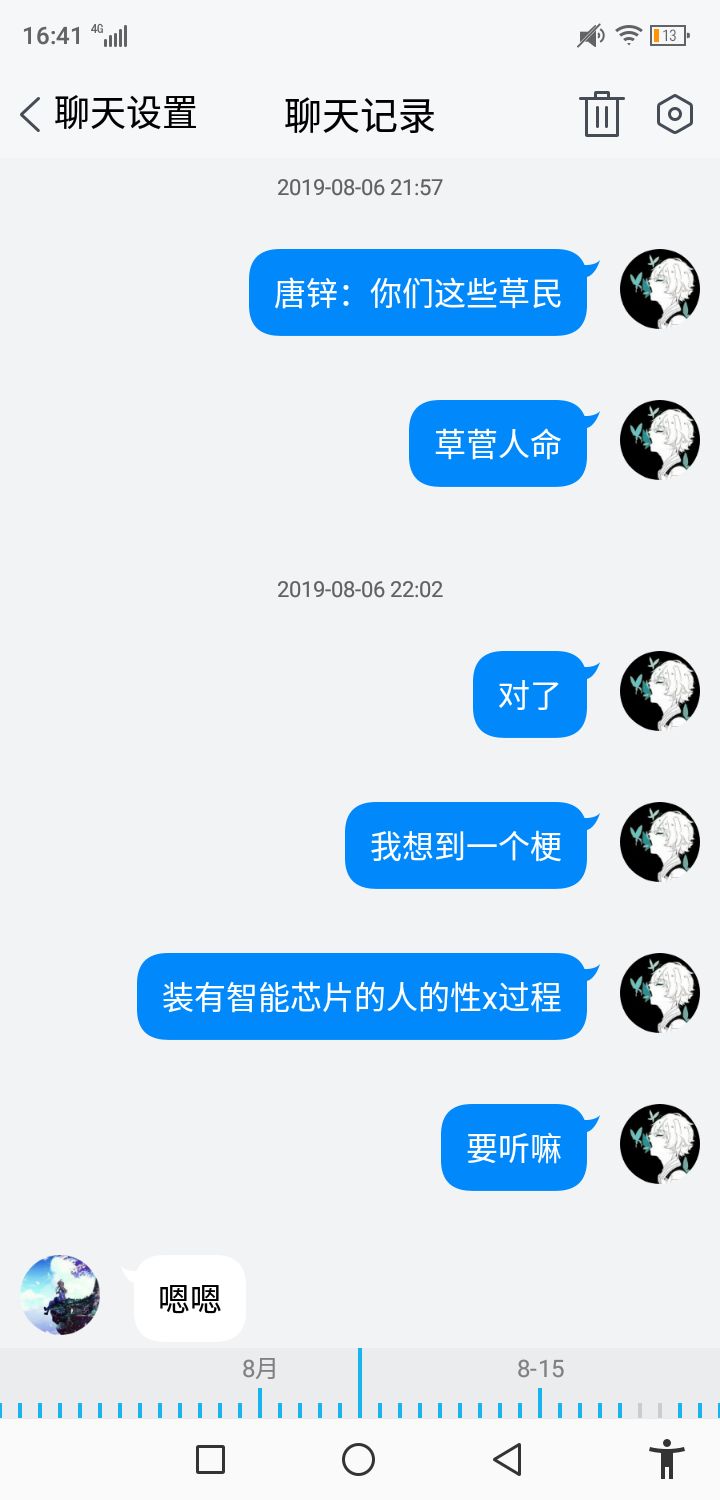 16:41 4G 13
聊天设置 聊天记录
2019-08-06 21:57
唐锌：你们这些草民
草菅人命
2019-08-06 22:02
对了
我想到一个梗
装有智能芯片的人的性x过程
要听嘛
嗯嗯
8月 8-15